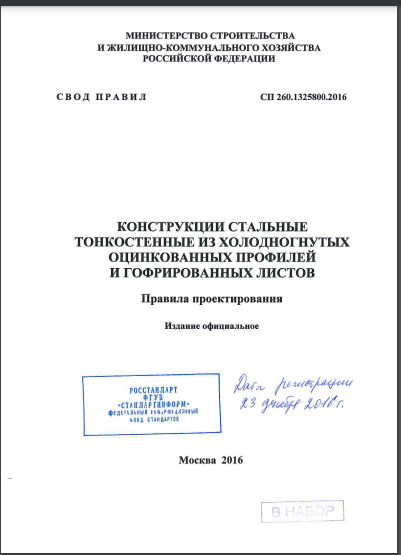 МИНИСТЕРСТВО СТРОИТЕЛЬСТВА
И ЖИЛИЩНО-КОММУНАЛЬНОГО ХОЗЯЙСТВА
РОССИЙСКОЙ ФЕДЕРАЦИИ
СВОД ПРАВИЛ СП 260.1325800.2016
КОНСТРУКЦИИ СТАЛЬНЫЕ
ТОНКОСТЕННЫЕ ИЗ ХОЛОДНОГНУТЫХ
ОЦИНКОВАННЫХ ПРОФИЛЕЙ
И ГОФРИРОВАННЫХ ЛИСТОВ
Правила проектирования
Издание официальное
РОССТАНДАРТ
ФГУП
«СТАНДАРТИНФОРМ»
ФЕДЕРАЛЬНЫЙ ИНФОРМАЦИОННЫЙ
ФОНД СТАНДАРТОВ
Дата регистрации
23 декабря 2016 г.
Москва 2016
В НАБОР